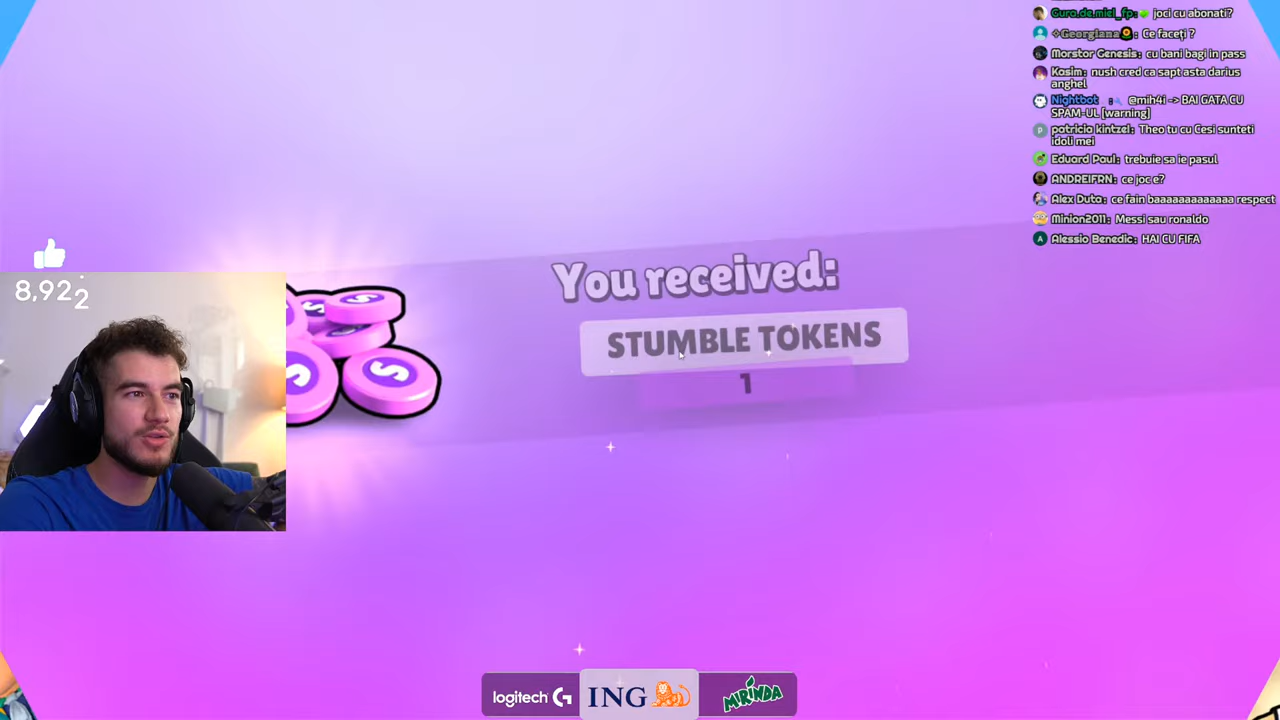 Gura.de.miel_fp: joci cu abonati?
Georgiana: Ce faceți ?
Morstor Genesis: cu bani bagi in pass
Kasim: nush cred ca sapt asta darius
anghel
Nightbot : @mih4i -> BAI GATA CU
SPAM-UL [warning]
patricia kintzel: Theo tu cu Cesi sunteti
idoli mei
Eduard Paul: trebuie sa ie pasul
ANDREIFRN: ce joc e?
Alex Duta: ce fain baaaaaaaaaaaaa respect
Minion2011: Messi sau ronaldo
A Alessio Benedic: HAI CU FIFA
8,922
You received:
STUMBLE TOKENS
1
logitech G
ING
MIRINDA